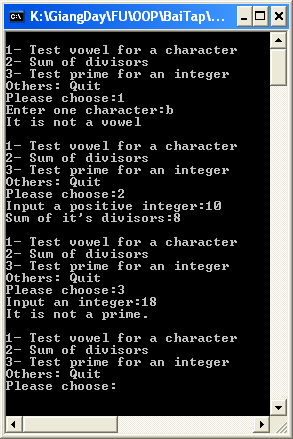 K:\GiangDay\FU\OOP\BaiTap\...
1- Test vowel for a character
2- Sum of divisors
3- Test prime for an integer
Others: Quit
Please choose:1
Enter one character:b
It is not a vowel
1- Test vowel for a character
2- Sum of divisors
3- Test prime for an integer
Others: Quit
Please choose:2
Input a positive integer:10
Sum of it's divisors:8
1- Test vowel for a character
2- Sum of divisors
3- Test prime for an integer
Others: Quit
Please choose:3
Input an integer:18
It is not a prime.
1- Test vowel for a character
2- Sum of divisors
3- Test prime for an integer
Others: Quit
Please choose: